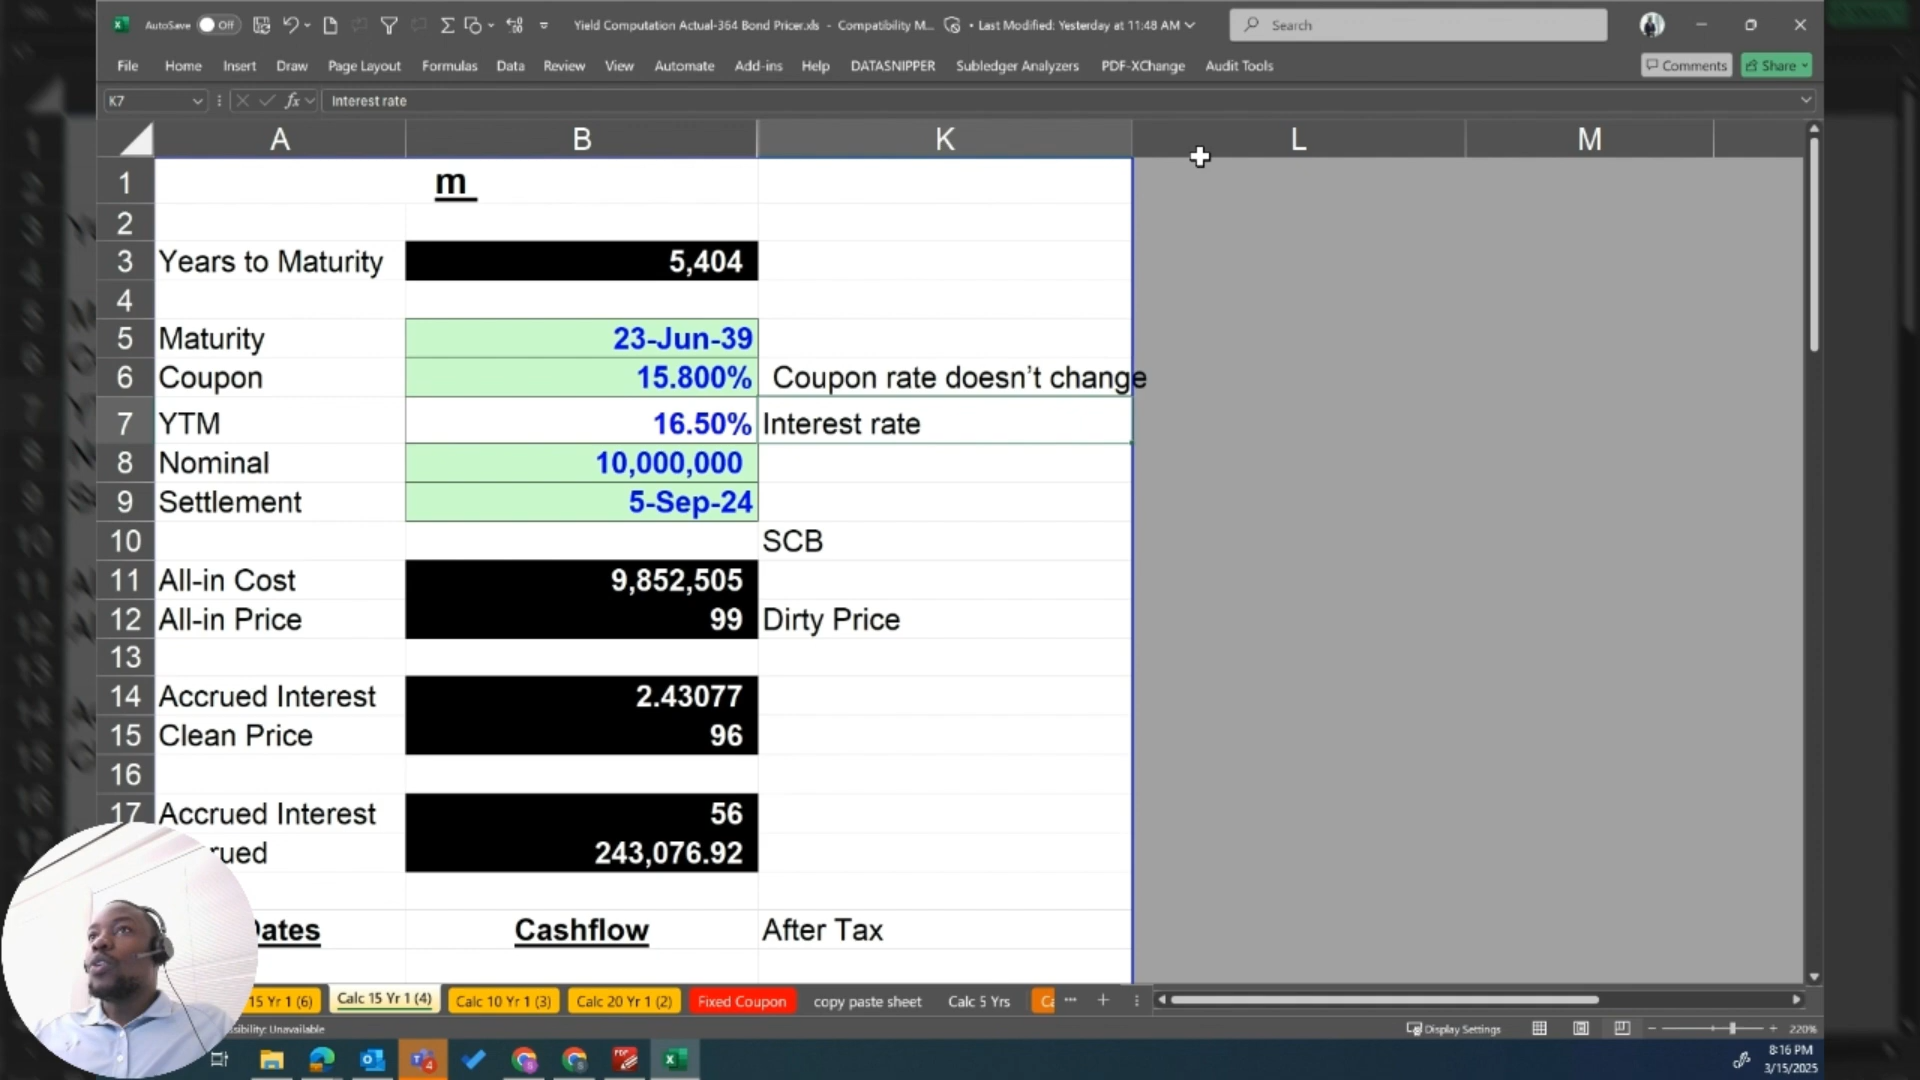 AutoSave Off Yield Computation Actual-364 Bond Pricer.xls - Compatibility M... • Last Modified: Yesterday at 11:48 AM Search
File Home Insert Draw Page Layout Formulas Data Review View Automate Add-ins Help DATASNIPPER Subledger Analyzers PDF-XChange Audit Tools Comments Share
K7 fx Interest rate
A B K L M
1 m
2
3 Years to Maturity 5,404
4
5 Maturity 23-Jun-39
6 Coupon 15.800% Coupon rate doesn’t change
7 YTM 16.50% Interest rate
8 Nominal 10,000,000
9 Settlement 5-Sep-24
10 SCB
11 All-in Cost 9,852,505
12 All-in Price 99 Dirty Price
13
14 Accrued Interest 2.43077
15 Clean Price 96
16
17 Accrued Interest 56
rued 243,076.92
Dates Cashflow After Tax
15 Yr 1 (6) Calc 15 Yr 1 (4) Calc 10 Yr 1 (3) Calc 20 Yr 1 (2) Fixed Coupon copy paste sheet Calc 5 Yrs Ca ...
sibility: Unavailable Display Settings 220%
8:16 PM
3/15/2025